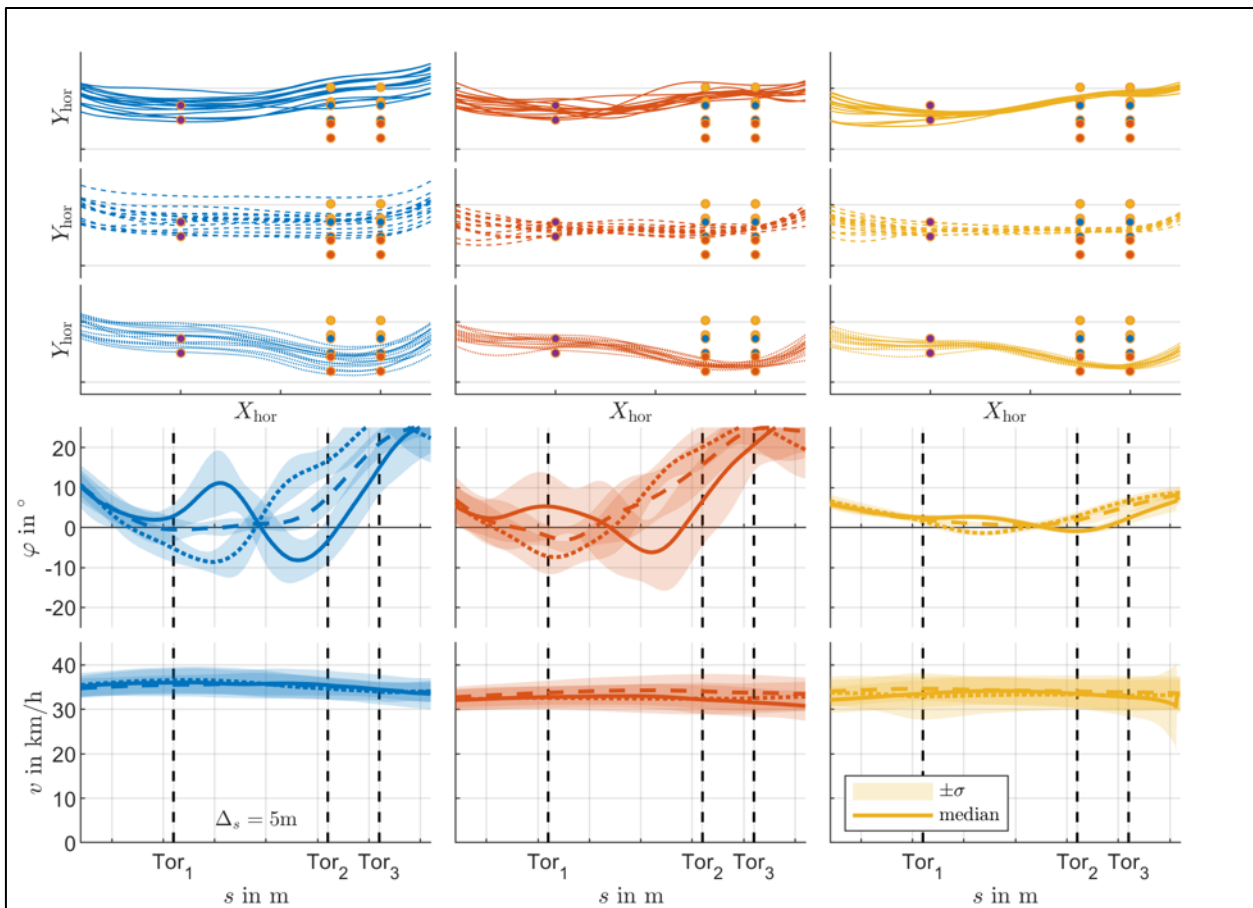 Y_hor
Y_hor
Y_hor
X_hor X_hor X_hor
φ in °
20
10
0
-10
-20
v in km/h
40
30
20
10
0
Δ_s = 5m
±σ
median
Tor_1 Tor_2 Tor_3 Tor_1 Tor_2 Tor_3 Tor_1 Tor_2 Tor_3
s in m s in m s in m